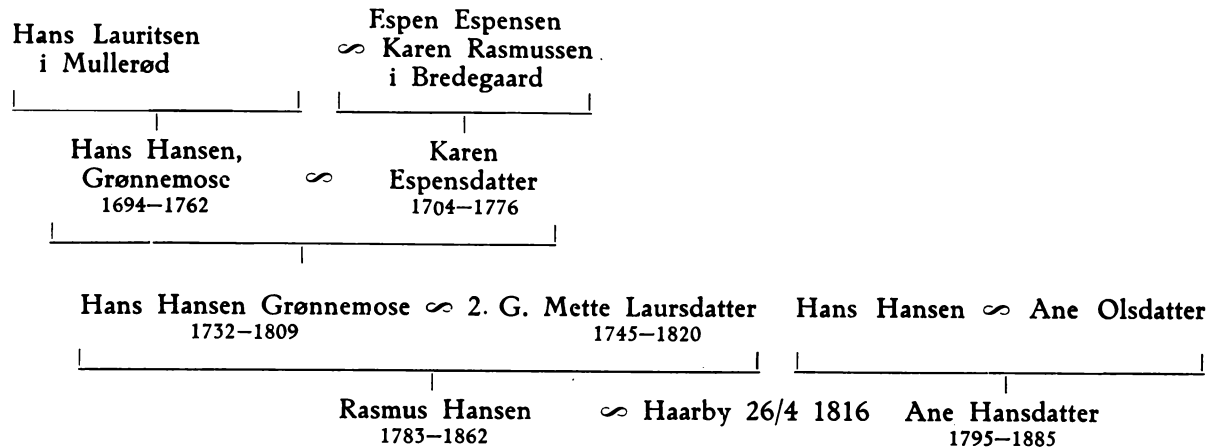 Hans Lauritsen
i Mullerød
Espen Espensen
∽ Karen Rasmussen
i Bredegaard
Hans Hansen,
Grønnemose
1694—1762
∽
Karen
Espensdatter
1704—1776
Hans Hansen Grønnemose ∽ 2. G. Mette Laursdatter
1732—1809
1745—1820
Hans Hansen ∽ Ane Olsdatter
Rasmus Hansen ∽ Haarby 26/4 1816 Ane Hansdatter
1783—1862
1795—1885